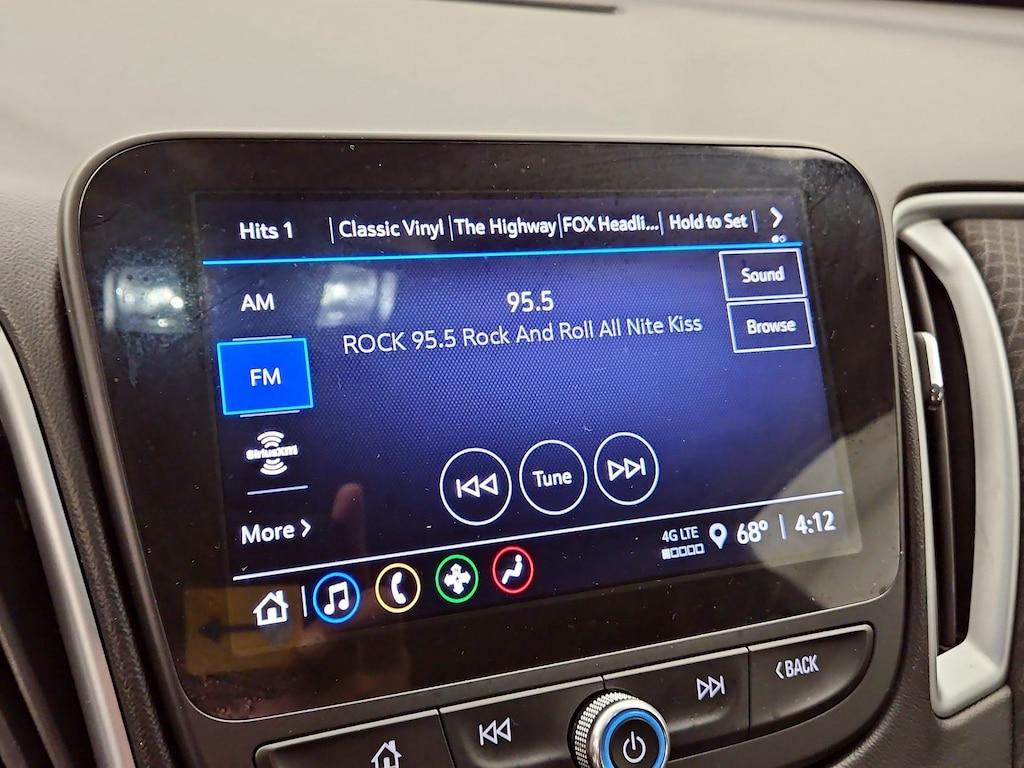 Hits 1 Classic Vinyl The Highway FOX Headli... Hold to Set
AM
95.5
Sound
ROCK 95.5 Rock And Roll All Nite Kiss
Browse
FM
SiriusXM
Tune
More
4G LTE 68° 4:12
BACK